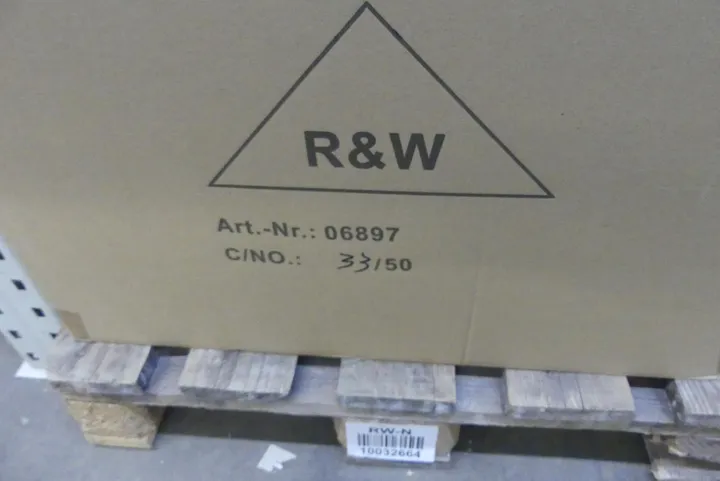 R&W
Art.-Nr.: 06897
C/NO.: 33/50
RW-N
10032664